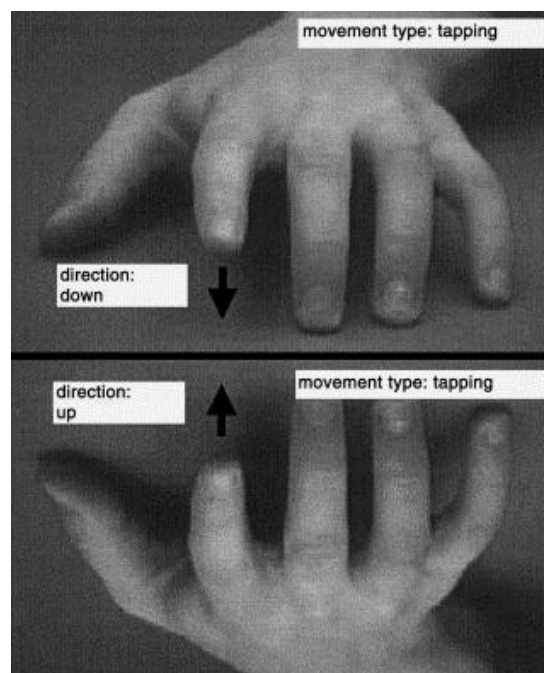 movement type: tapping
direction:
down
direction:
up
movement type: tapping